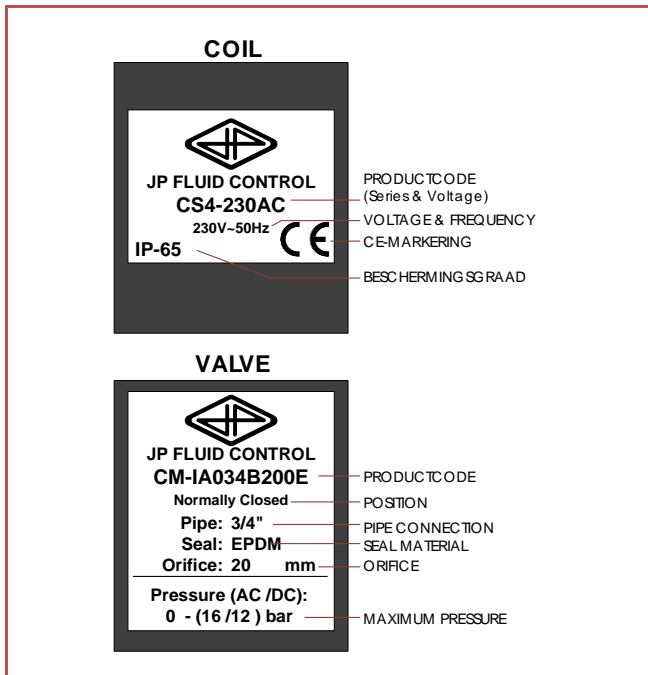 COIL
JP FLUID CONTROL
CS4-230AC
230V~50Hz
CE
IP-65
PRODUCTCODE
(Series & Voltage)
VOLTAGE & FREQUENCY
CE-MARKERING
BESCHERMINGSGRAAD
VALVE
JP FLUID CONTROL
CM-IA034B200E
Normally Closed
Pipe: 3/4"
Seal: EPDM
Orifice: 20 mm
Pressure (AC /DC):
0 - (16 /12 ) bar
PRODUCTCODE
POSITION
PIPE CONNECTION
SEAL MATERIAL
ORIFICE
MAXIMUM PRESSURE